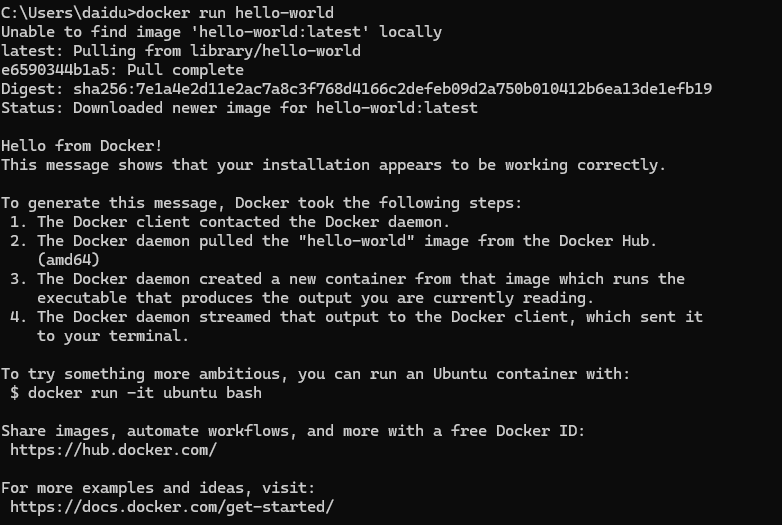 C:\Users\daidu>docker run hello-world
Unable to find image 'hello-world:latest' locally
latest: Pulling from library/hello-world
e6590344b1a5: Pull complete
Digest: sha256:7e1a4e2d11e2ac7a8c3f768d4166c2defeb09d2a750b010412b6ea13de1efb19
Status: Downloaded newer image for hello-world:latest

Hello from Docker!
This message shows that your installation appears to be working correctly.

To generate this message, Docker took the following steps:
 1. The Docker client contacted the Docker daemon.
 2. The Docker daemon pulled the "hello-world" image from the Docker Hub.
    (amd64)
 3. The Docker daemon created a new container from that image which runs the
    executable that produces the output you are currently reading.
 4. The Docker daemon streamed that output to the Docker client, which sent it
    to your terminal.

To try something more ambitious, you can run an Ubuntu container with:
 $ docker run -it ubuntu bash

Share images, automate workflows, and more with a free Docker ID:
 https://hub.docker.com/

For more examples and ideas, visit:
 https://docs.docker.com/get-started/